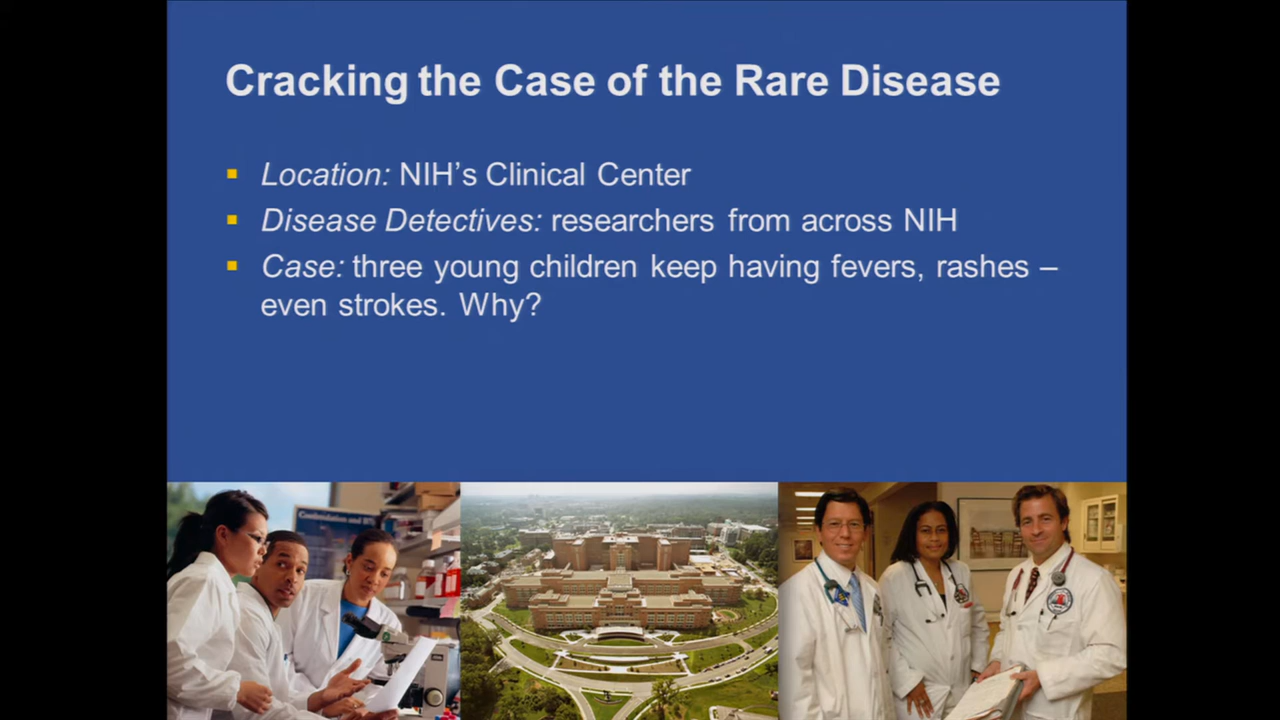 Cracking the Case of the Rare Disease
▪ Location: NIH’s Clinical Center
▪ Disease Detectives: researchers from across NIH
▪ Case: three young children keep having fevers, rashes –
even strokes. Why?